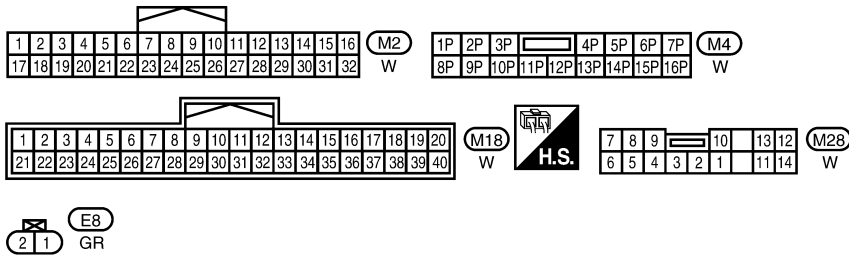 1 2 3 4 5 6 7 8 9 10 11 12 13 14 15 16 M2
17 18 19 20 21 22 23 24 25 26 27 28 29 30 31 32 W
1P 2P 3P 4P 5P 6P 7P M4
8P 9P 10P 11P 12P 13P 14P 15P 16P W
1 2 3 4 5 6 7 8 9 10 11 12 13 14 15 16 17 18 19 20 M18
21 22 23 24 25 26 27 28 29 30 31 32 33 34 35 36 37 38 39 40 W
H.S.
7 8 9 10 13 12 M28
6 5 4 3 2 1 11 14 W
E8
2 1 GR